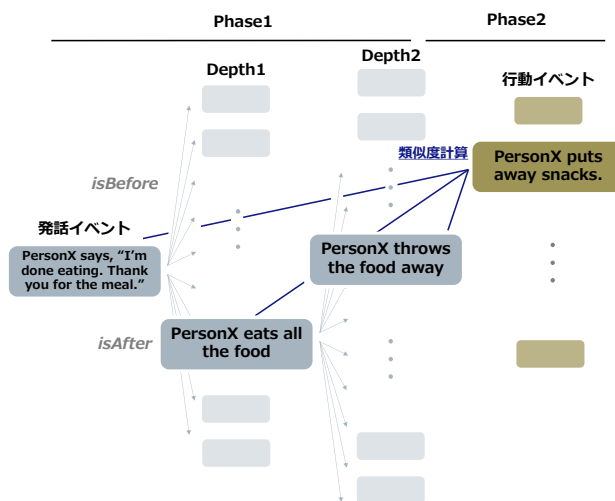 Phase1
Phase2
Depth1
Depth2
行動イベント
類似度計算
PersonX puts
away snacks.
isBefore
発話イベント
PersonX says, “I’m
done eating. Thank
you for the meal.”
PersonX throws
the food away
isAfter
PersonX eats all
the food